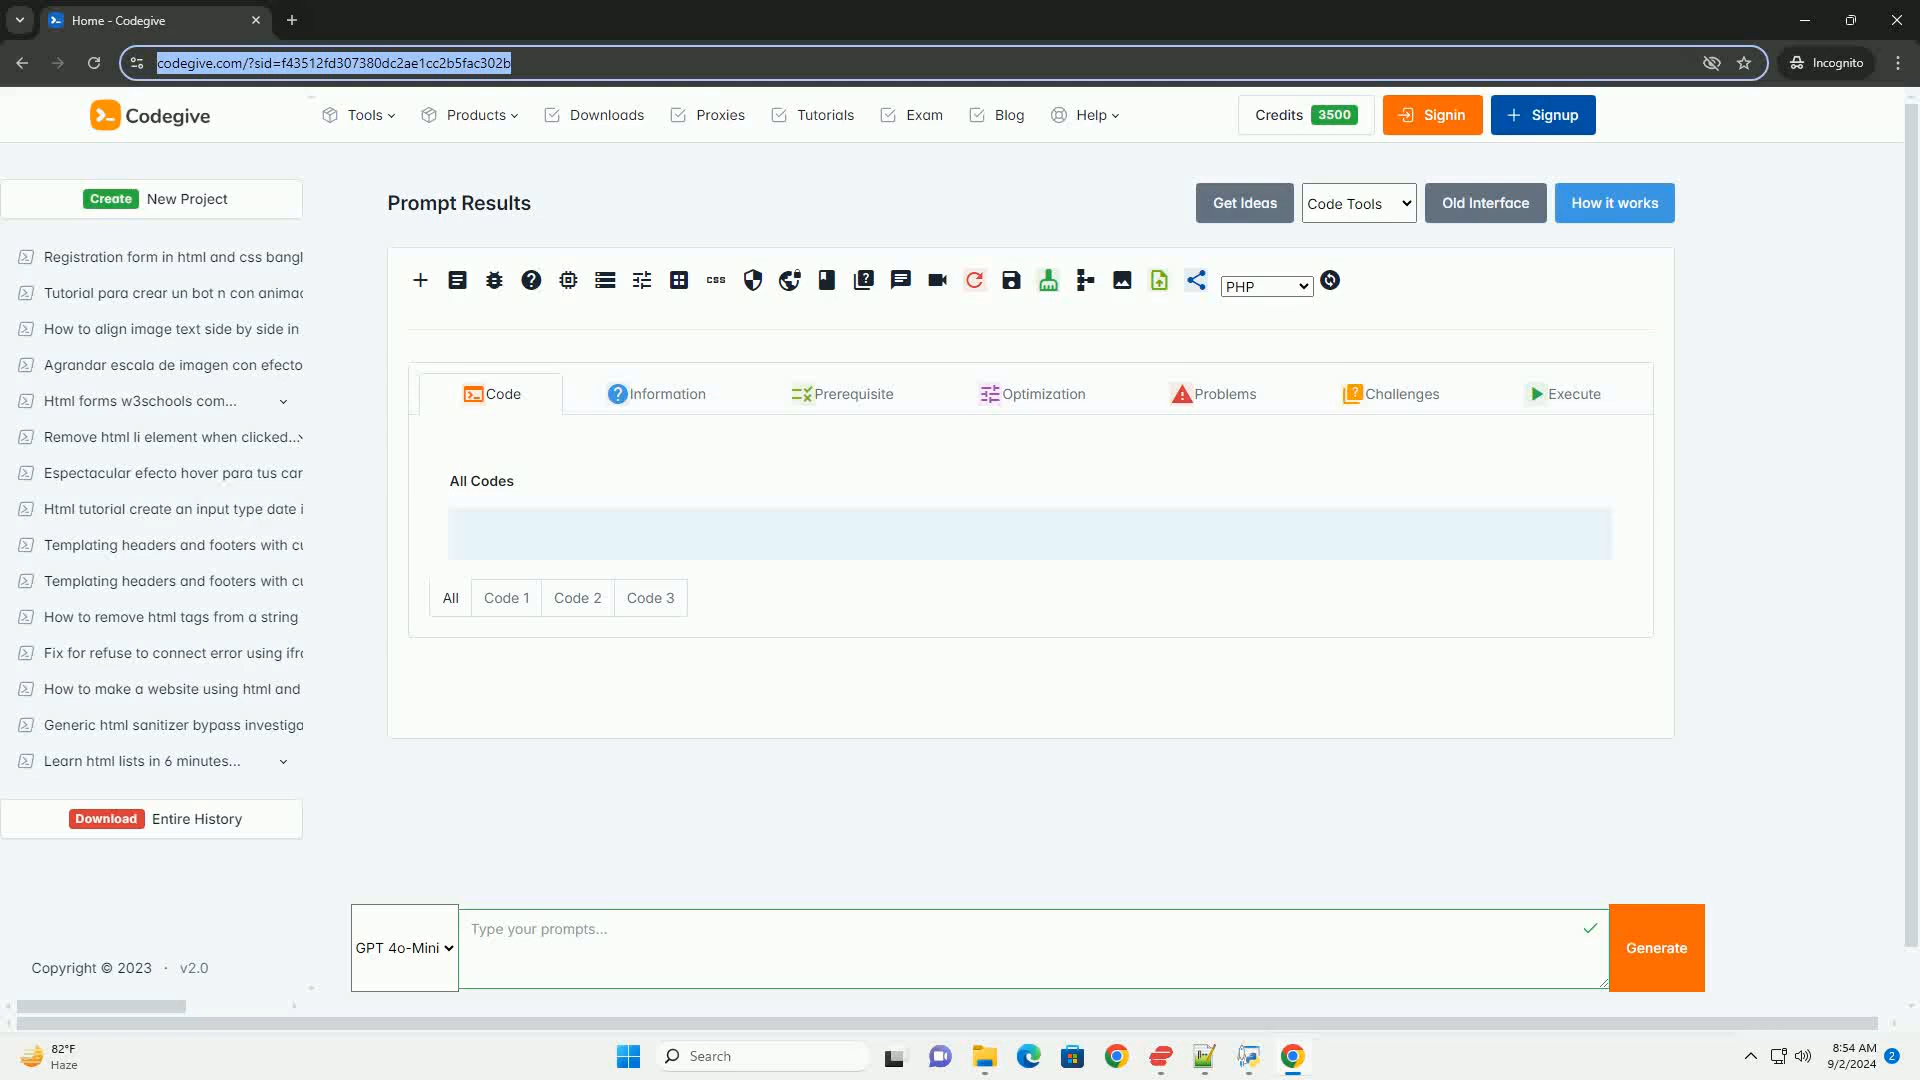 Home - Codegive
codegive.com/?sid=f43512fd307380dc2ae1cc2b5fac302b
Incognito
Codegive
Tools
Products
Downloads
Proxies
Tutorials
Exam
Blog
Help
Credits 3500
Signin
Signup
Create New Project
Registration form in html and css bangl
Tutorial para crear un bot n con animac
How to align image text side by side in
Agrandar escala de imagen con efecto
Html forms w3schools com...
Remove html li element when clicked...
Espectacular efecto hover para tus car
Html tutorial create an input type date i
Templating headers and footers with cu
Templating headers and footers with cu
How to remove html tags from a string
Fix for refuse to connect error using ifra
How to make a website using html and
Generic html sanitizer bypass investiga
Learn html lists in 6 minutes...
Download Entire History
Copyright © 2023 · v2.0
Prompt Results
Get Ideas
Code Tools
Old Interface
How it works
css
PHP
Code
Information
Prerequisite
Optimization
Problems
Challenges
Execute
All Codes
All
Code 1
Code 2
Code 3
GPT 4o-Mini
Type your prompts...
Generate
82°F
Haze
Search
8:54 AM
9/2/2024
2